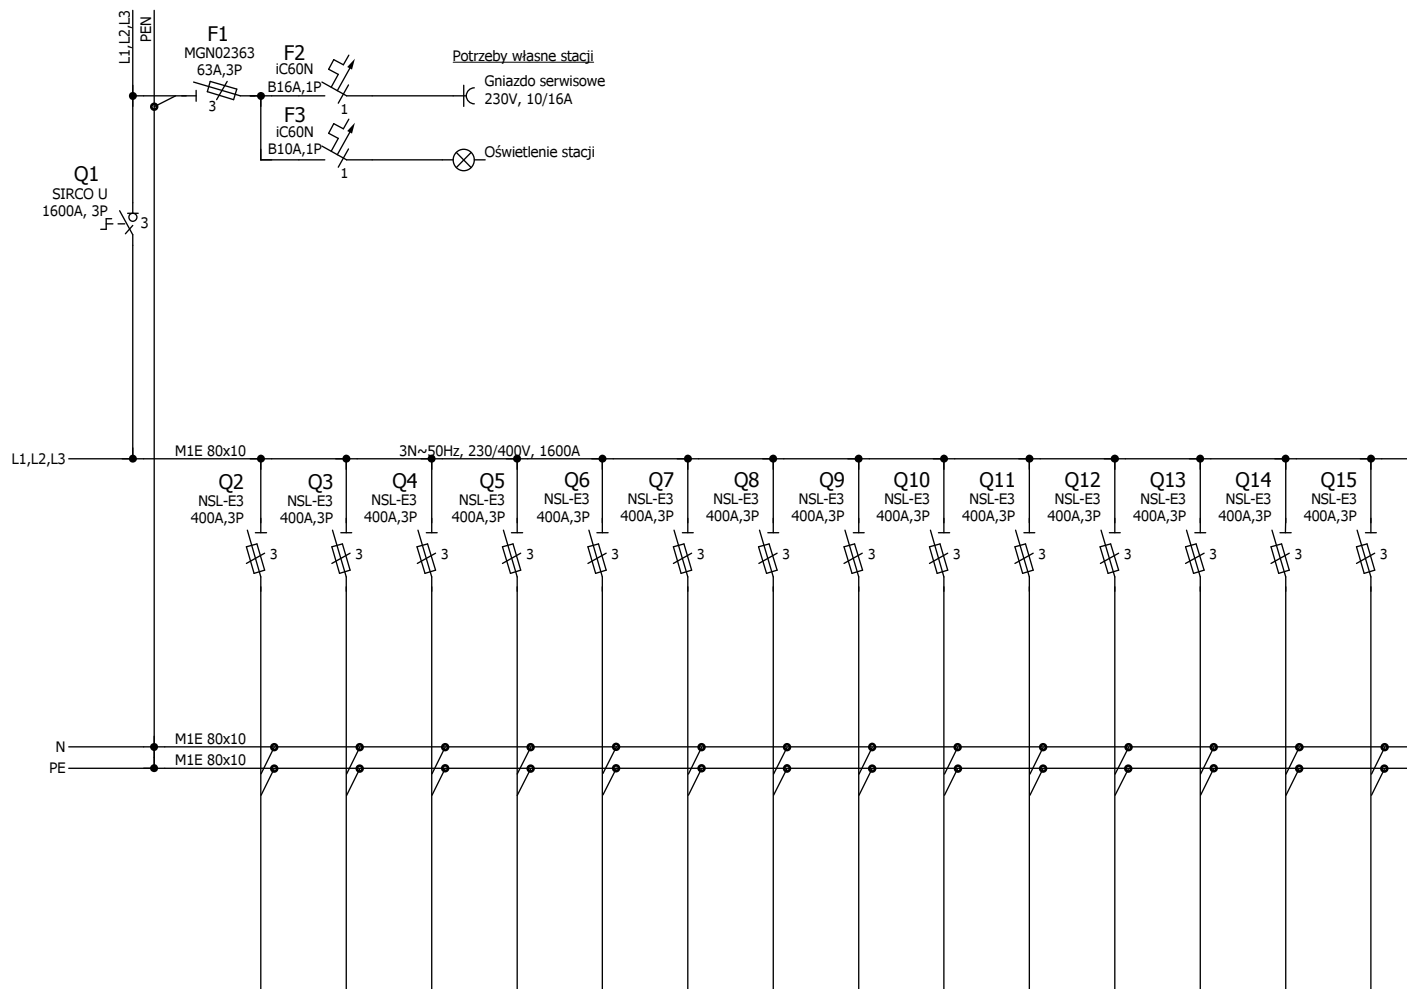 L1,L2,L3
PEN
F1
MGN02363
63A,3P
3
F2
iC60N
B16A,1P
1
Potrzeby własne stacji
Gniazdo serwisowe
230V, 10/16A
F3
iC60N
B10A,1P
1
Oświetlenie stacji
Q1
SIRCO U
1600A, 3P
3
L1,L2,L3
M1E 80x10
3N~50Hz, 230/400V, 1600A
Q2
NSL-E3
400A,3P
3
Q3
NSL-E3
400A,3P
3
Q4
NSL-E3
400A,3P
3
Q5
NSL-E3
400A,3P
3
Q6
NSL-E3
400A,3P
3
Q7
NSL-E3
400A,3P
3
Q8
NSL-E3
400A,3P
3
Q9
NSL-E3
400A,3P
3
Q10
NSL-E3
400A,3P
3
Q11
NSL-E3
400A,3P
3
Q12
NSL-E3
400A,3P
3
Q13
NSL-E3
400A,3P
3
Q14
NSL-E3
400A,3P
3
Q15
NSL-E3
400A,3P
3
N
M1E 80x10
PE
M1E 80x10